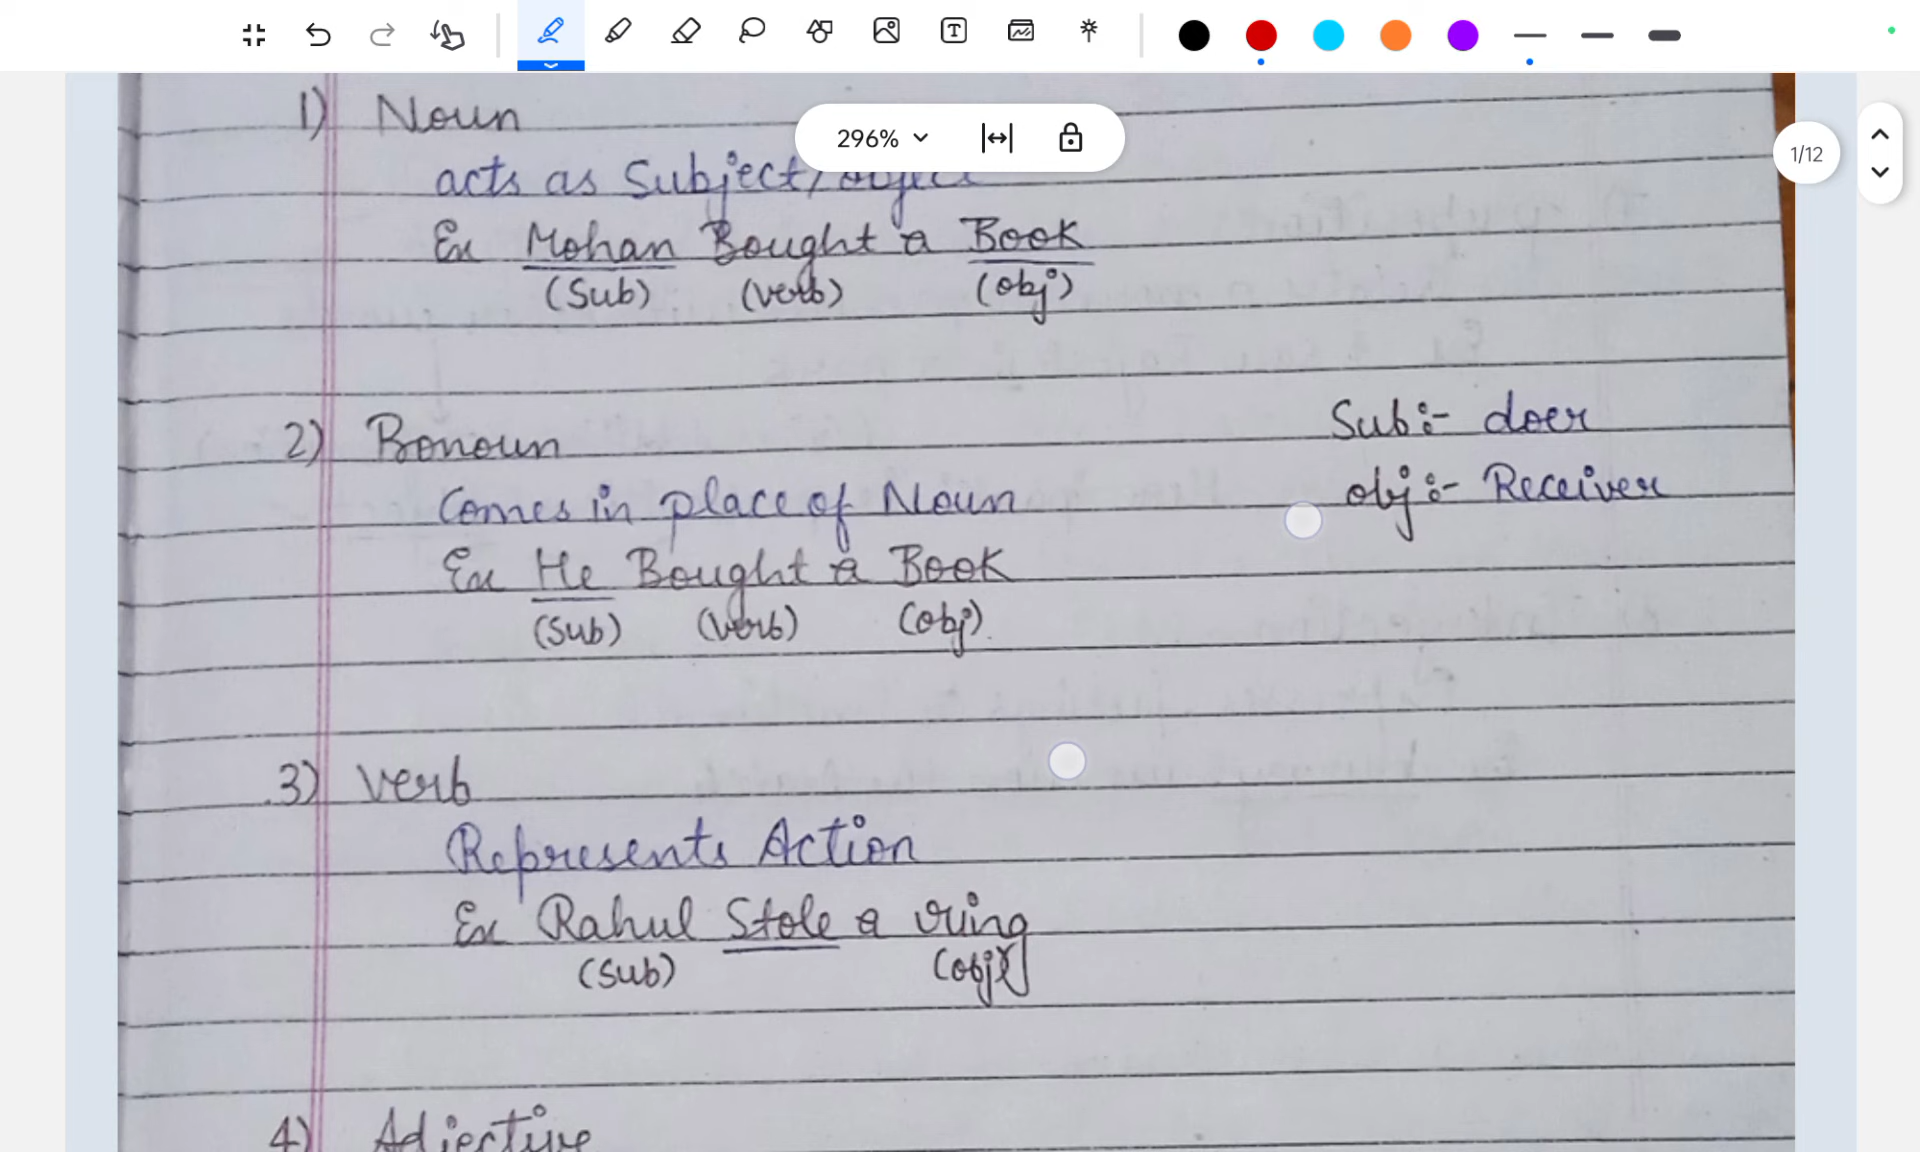 296%
1/12
1) Noun
acts as Subject/object
Ex Mohan Bought a Book
(Sub) (verb) (obj)
2) Pronoun
Comes in place of Noun
Ex He Bought a Book
(Sub) (Verb) (obj)
Sub:- doer
obj:- Receiver
3) Verb
Represents Action
Ex Rahul Stole a ring
(Sub) (obj)
4) Adjective